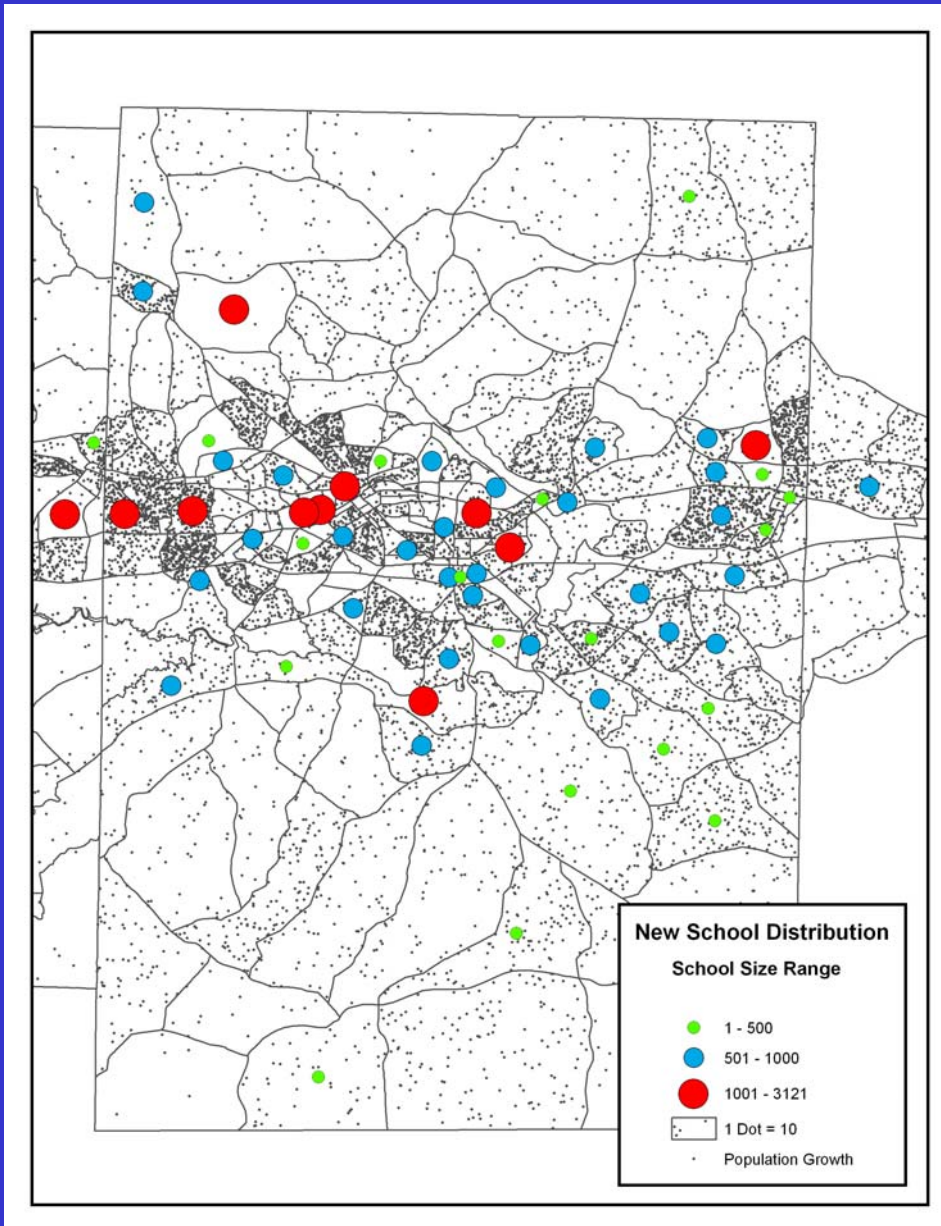 New School Distribution
School Size Range
1 - 500
501 - 1000
1001 - 3121
1 Dot = 10
Population Growth